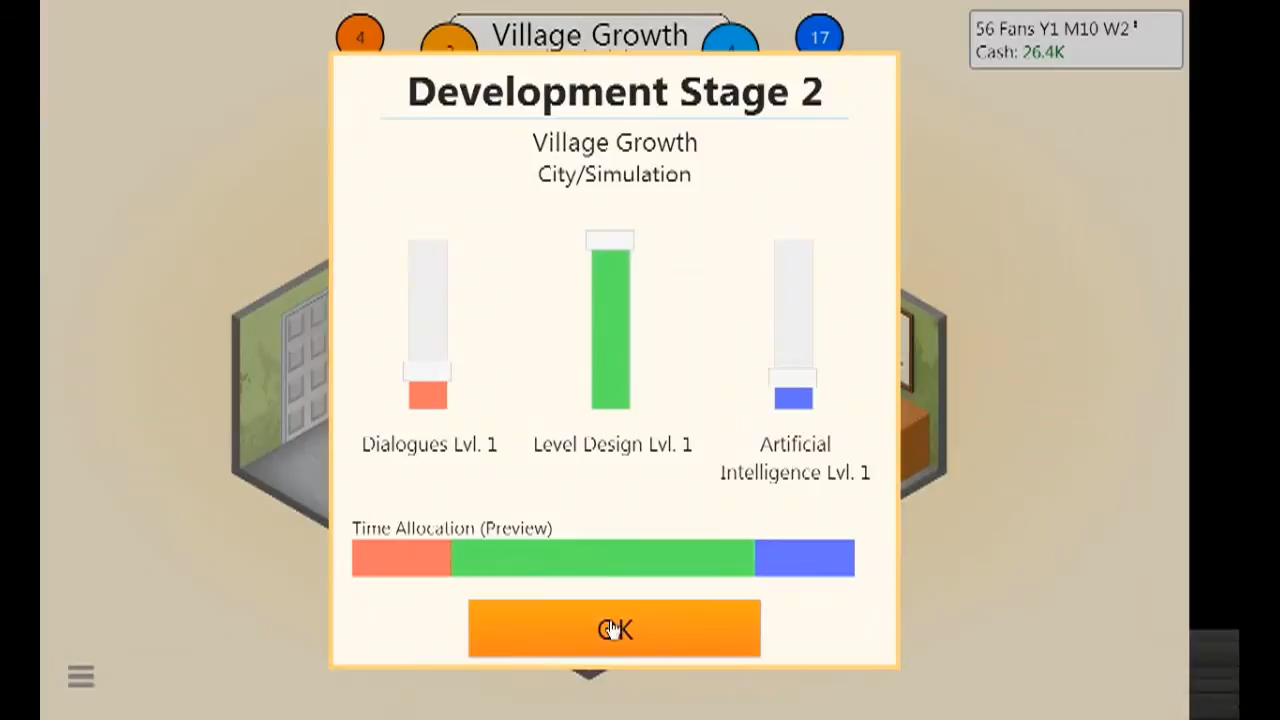 4
Village Growth
17
56 Fans Y1 M10 W2
Cash: 26.4K
Development Stage 2
Village Growth
City/Simulation
Dialogues Lvl. 1
Level Design Lvl. 1
Artificial
Intelligence Lvl. 1
Time Allocation (Preview)
OK